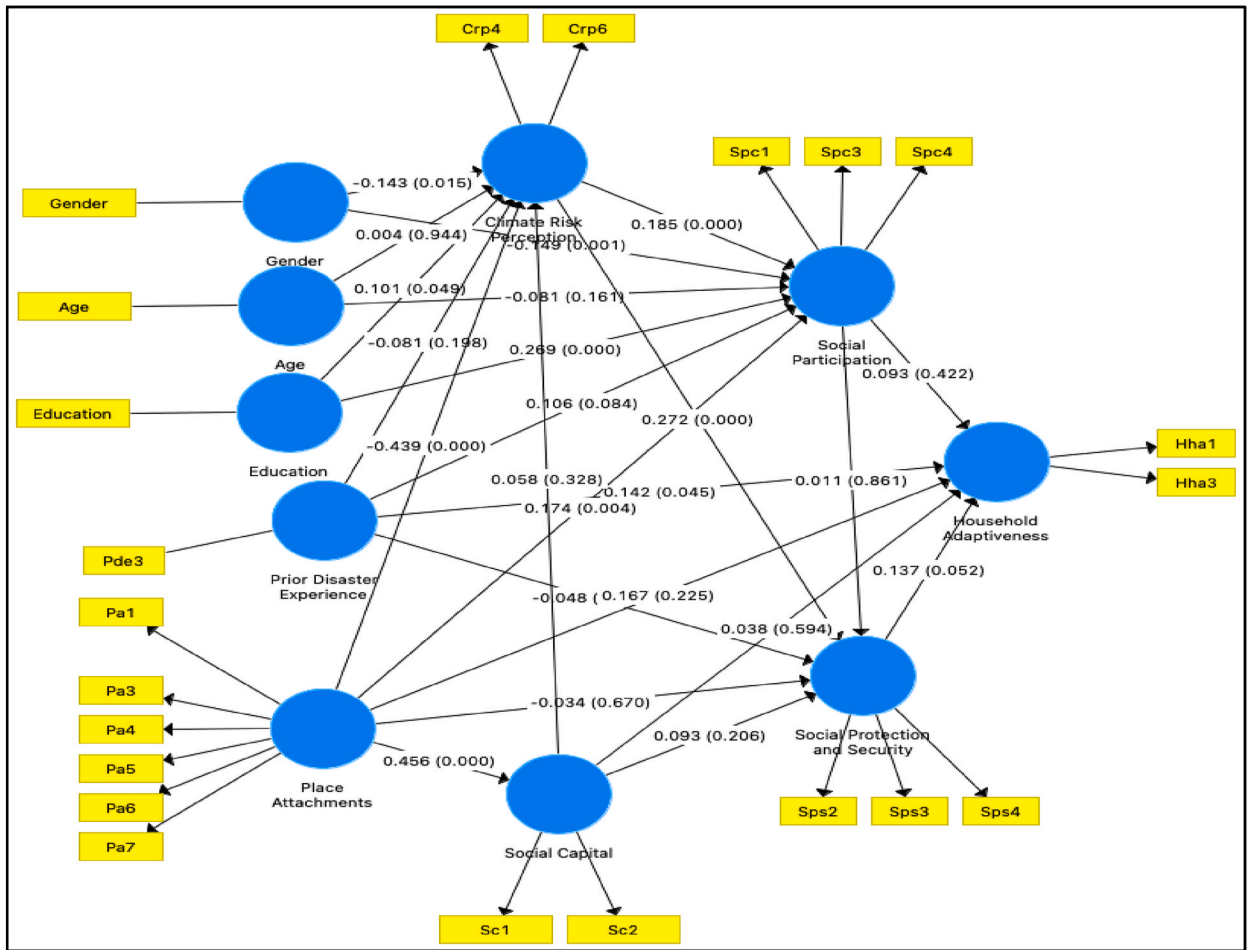 Crp4
Crp6
Spc1
Spc3
Spc4
-0.143 (0.015)
Gender
Climate Risk
Perception
0.185 (0.000)
0.004 (0.944)
-0.149 (0.001)
Gender
0.101 (0.049)
-0.081 (0.161)
Age
-0.081 (0.198)
0.269 (0.000)
Social
Participation
Age
0.093 (0.422)
0.106 (0.084)
Education
0.272 (0.000)
-0.439 (0.000)
Hha1
Education
0.058 (0.328)
0.142 (0.045)
0.011 (0.861)
Hha3
0.174 (0.004)
Household
Adaptiveness
Pde3
0.137 (0.052)
Prior Disaster
Experience
-0.048 (
0.167 (0.225)
Pa1
0.038 (0.594)
Pa3
-0.034 (0.670)
Pa4
0.093 (0.206)
Social Protection
and Security
0.456 (0.000)
Pa5
Place
Attachments
Pa6
Sps2
Sps3
Sps4
Pa7
Social Capital
Sc1
Sc2